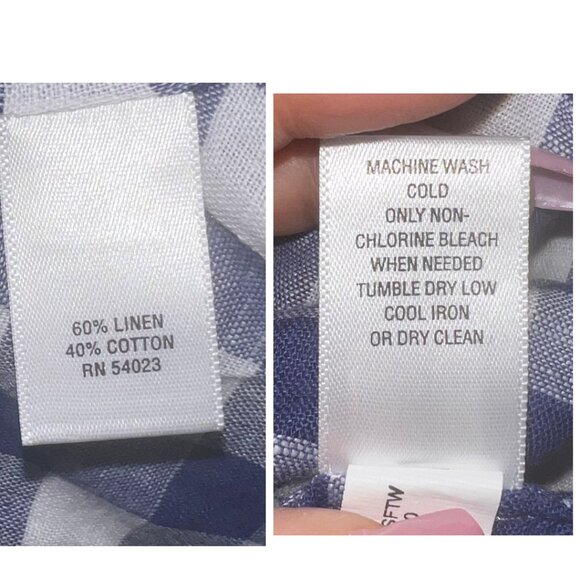 60% LINEN
40% COTTON
RN 54023
MACHINE WASH
COLD
ONLY NON-
CHLORINE BLEACH
WHEN NEEDED
TUMBLE DRY LOW
COOL IRON
OR DRY CLEAN
SFTW